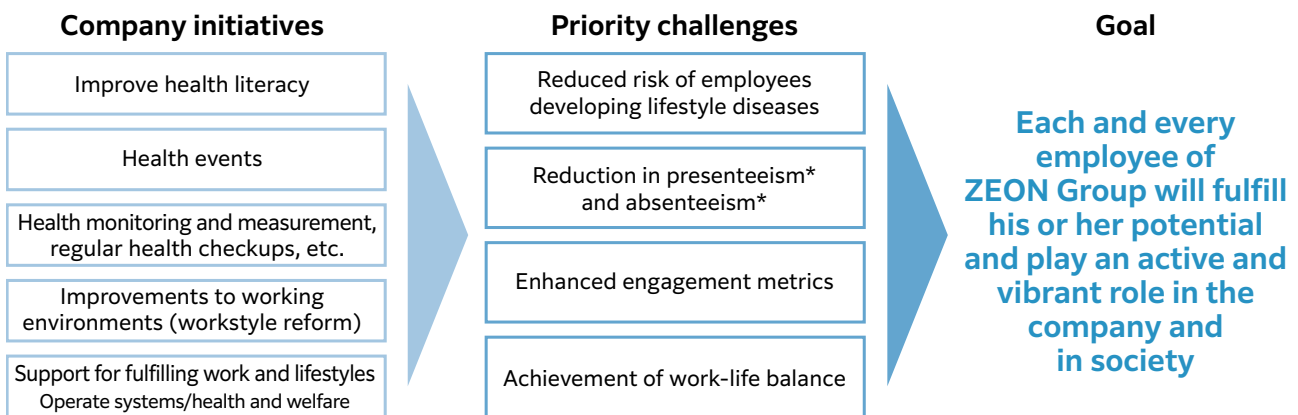 Company initiatives
Improve health literacy
Health events
Health monitoring and measurement,
regular health checkups, etc.
Improvements to working
environments (workstyle reform)
Support for fulfilling work and lifestyles
Operate systems/health and welfare
Priority challenges
Reduced risk of employees
developing lifestyle diseases
Reduction in presenteeism*
and absenteeism*
Enhanced engagement metrics
Achievement of work-life balance
Goal
Each and every
employee of
ZEON Group will fulfill
his or her potential
and play an active and
vibrant role in the
company and
in society